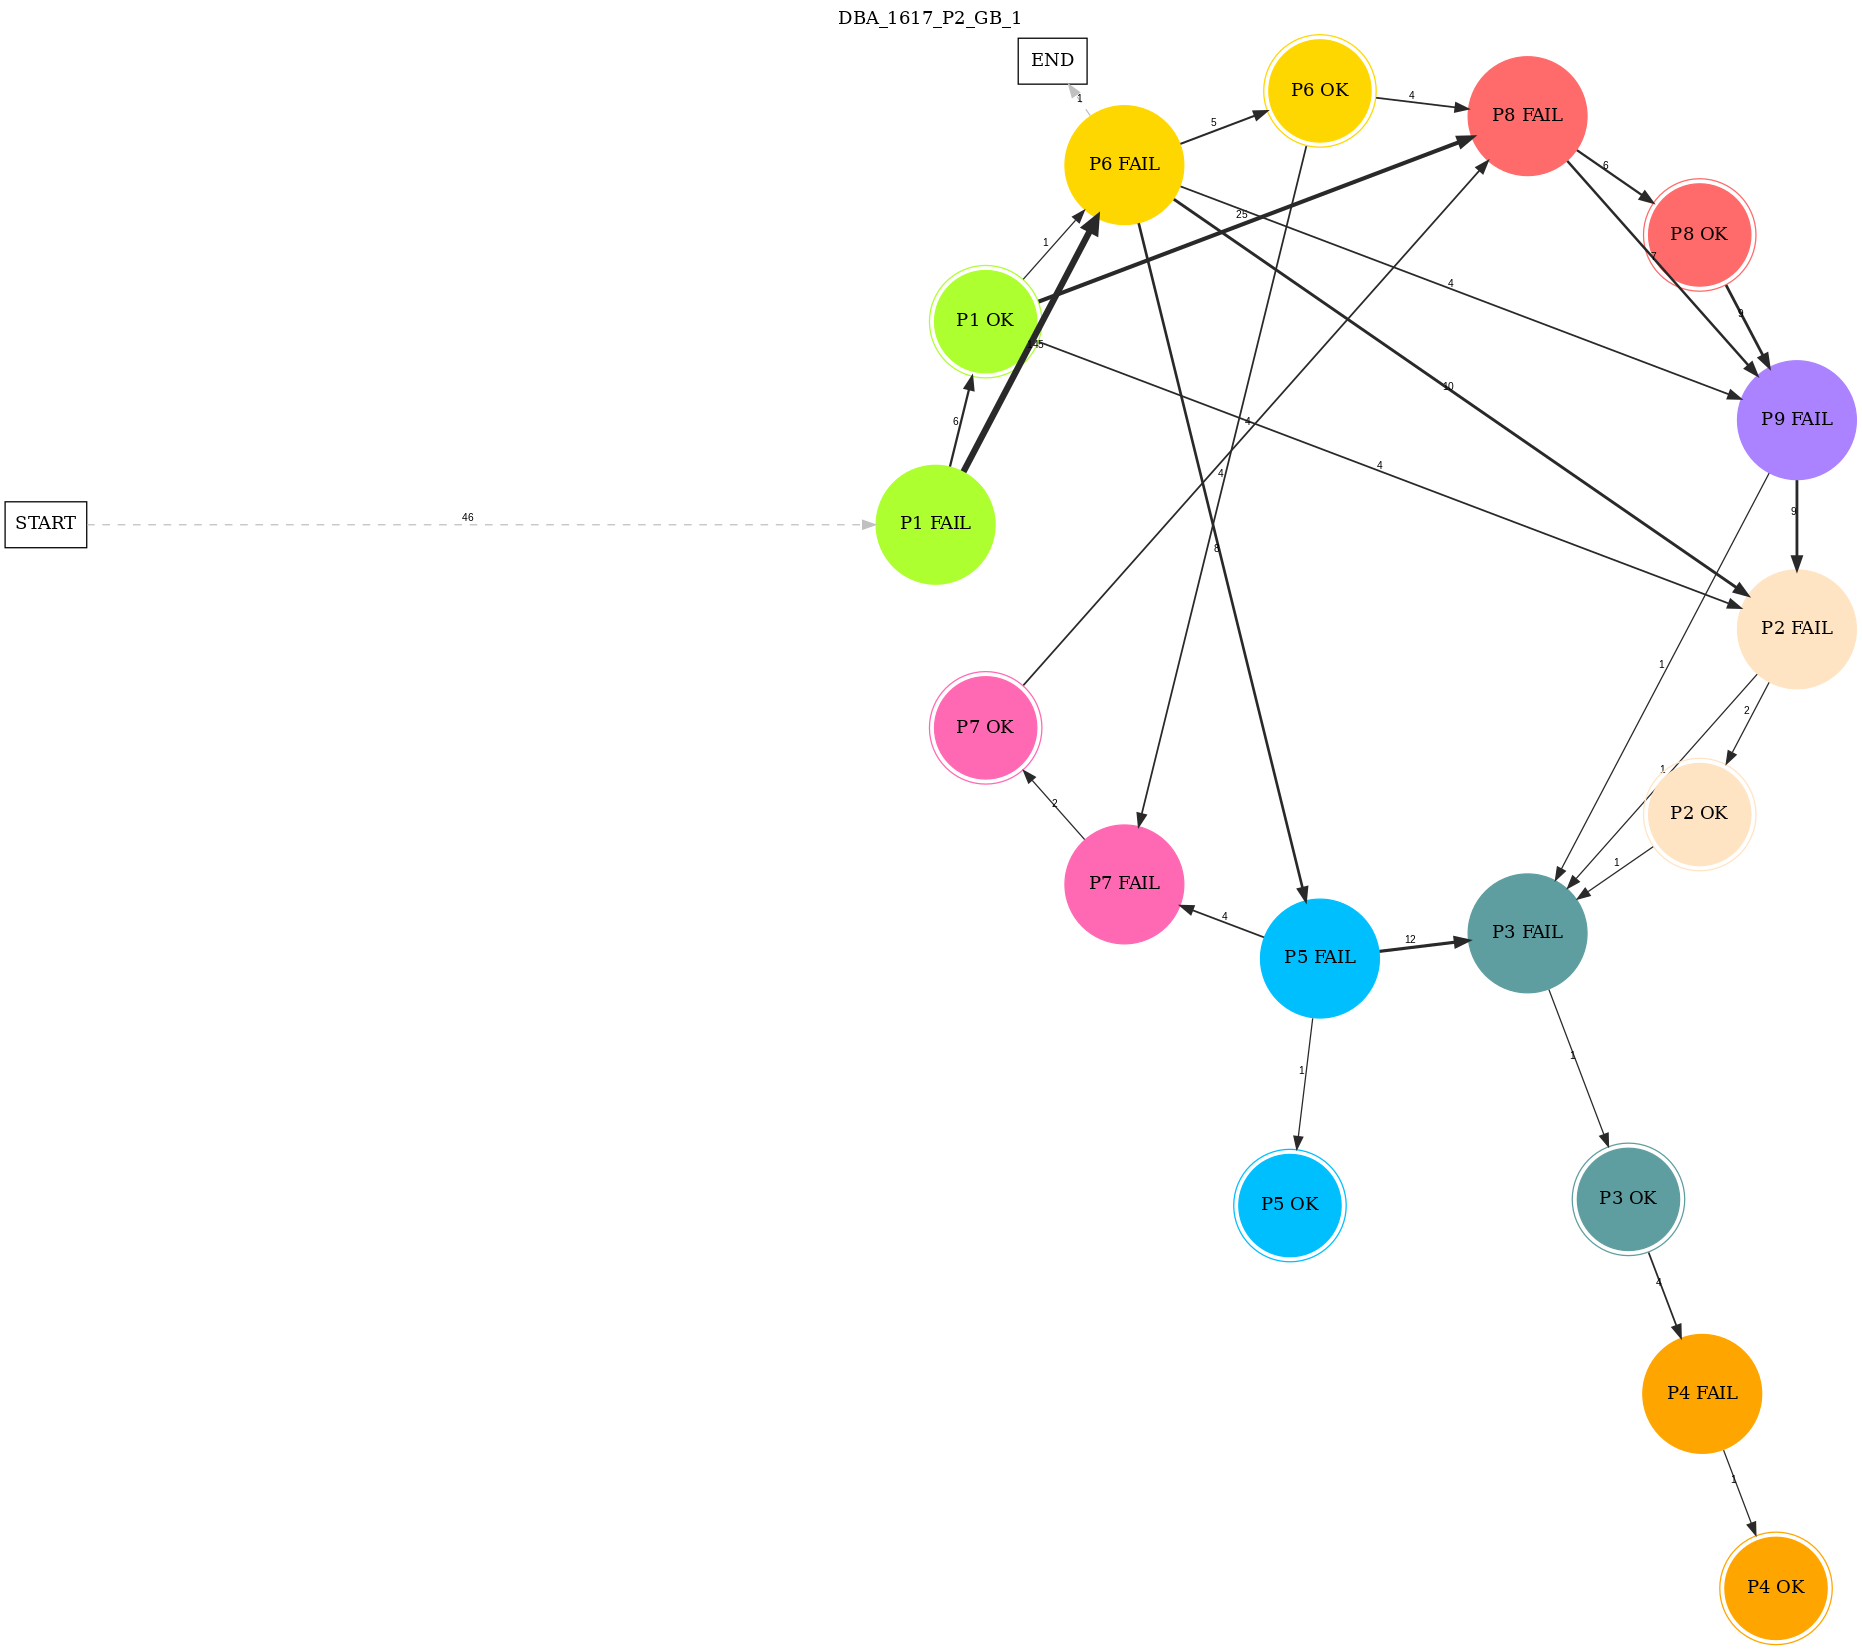 DBA_1617_P2_GB_1
END
1
P6 OK
4
P8 FAIL
5
P6 FAIL
6
25
P8 OK
1
7
4
9
P1 OK
10
P9 FAIL
4
6
4
4
9
46
START
P1 FAIL
8
P2 FAIL
1
2
P7 OK
1
2
P2 OK
1
P7 FAIL
4
12
P3 FAIL
P5 FAIL
1
1
P3 OK
P5 OK
4
P4 FAIL
1
P4 OK